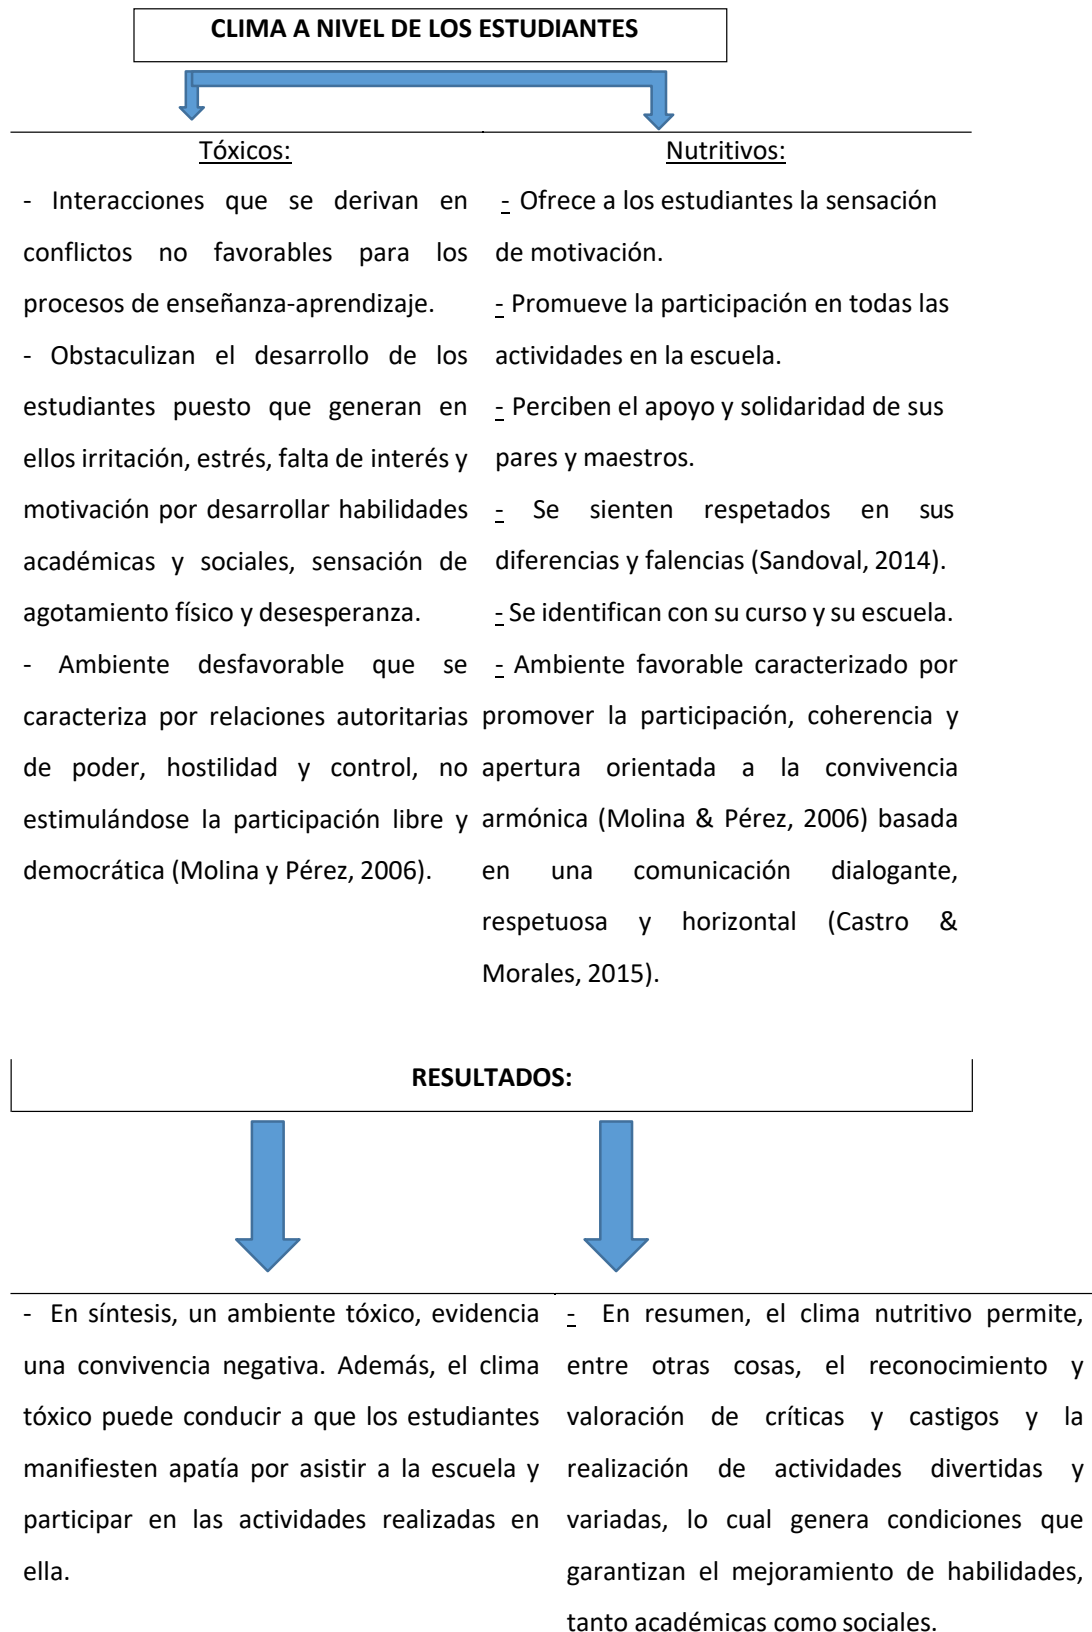 CLIMA A NIVEL DE LOS ESTUDIANTES
Tóxicos:
- Interacciones que se derivan en
conflictos no favorables para los
procesos de enseñanza-aprendizaje.
- Obstaculizan el desarrollo de los
estudiantes puesto que generan en
ellos irritación, estrés, falta de interés y
motivación por desarrollar habilidades
académicas y sociales, sensación de
agotamiento físico y desesperanza.
- Ambiente desfavorable que se
caracteriza por relaciones autoritarias
de poder, hostilidad y control, no
estimulándose la participación libre y
democrática (Molina y Pérez, 2006).
Nutritivos:
- Ofrece a los estudiantes la sensación
de motivación.
- Promueve la participación en todas las
actividades en la escuela.
- Perciben el apoyo y solidaridad de sus
pares y maestros.
- Se sienten respetados en sus
diferencias y falencias (Sandoval, 2014).
- Se identifican con su curso y su escuela.
- Ambiente favorable caracterizado por
promover la participación, coherencia y
apertura orientada a la convivencia
armónica (Molina & Pérez, 2006) basada
en una comunicación dialogante,
respetuosa y horizontal (Castro &
Morales, 2015).
RESULTADOS:
- En síntesis, un ambiente tóxico, evidencia
una convivencia negativa. Además, el clima
tóxico puede conducir a que los estudiantes
manifiesten apatía por asistir a la escuela y
participar en las actividades realizadas en
ella.
- En resumen, el clima nutritivo permite,
entre otras cosas, el reconocimiento y
valoración de críticas y castigos y la
realización de actividades divertidas y
variadas, lo cual genera condiciones que
garantizan el mejoramiento de habilidades,
tanto académicas como sociales.